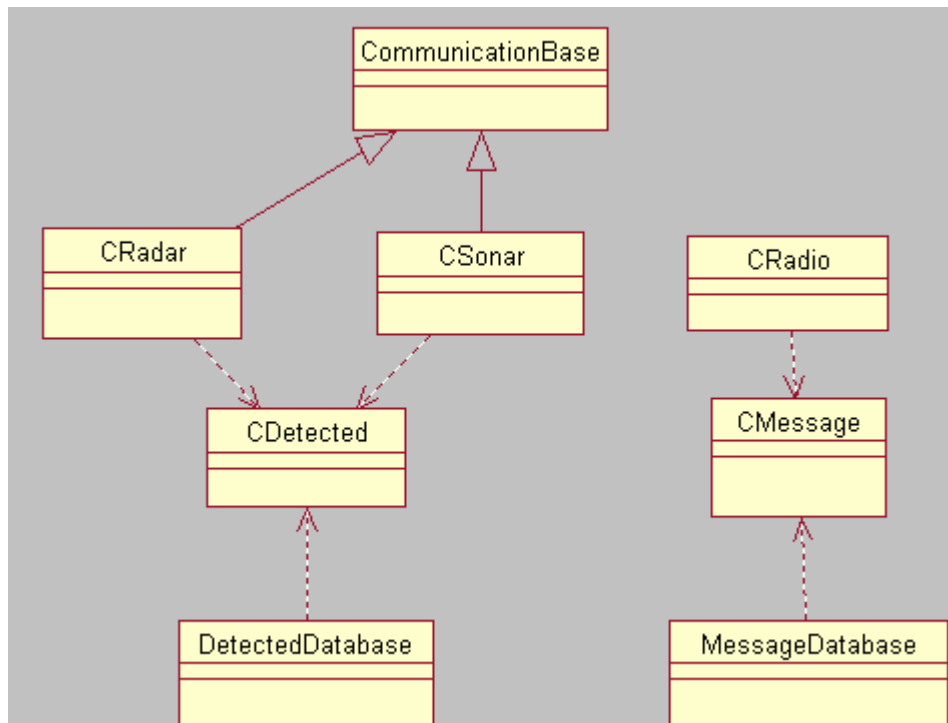 CommunicationBase
CRadar
CSonar
CRadio
CDetected
CMessage
DetectedDatabase
MessageDatabase